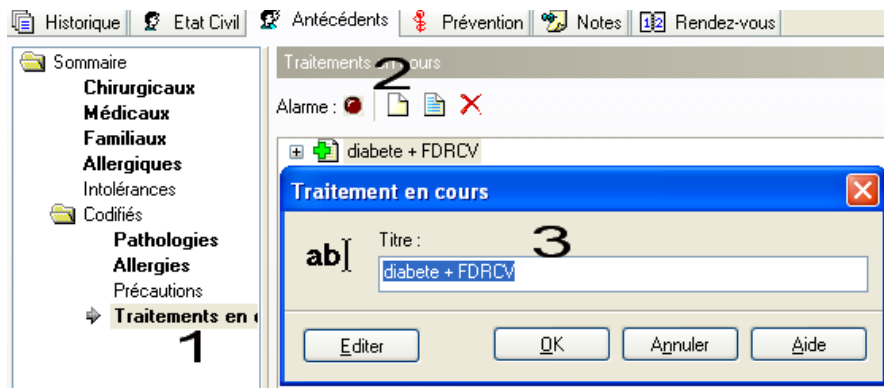 Historique Etat Civil Antécédents Prévention Notes 1 2 Rendez-vous
Sommaire
Chirurgicaux
Médicaux
Familiaux
Allergiques
Intolérances
Codifiés
Pathologies
Allergies
Précautions
Traitements en
1
Traitements en cours
2
Alarme :
diabete + FDRCV
Traitement en cours
Titre :
3
ab
diabete + FDRCV
Editer OK Annuler Aide